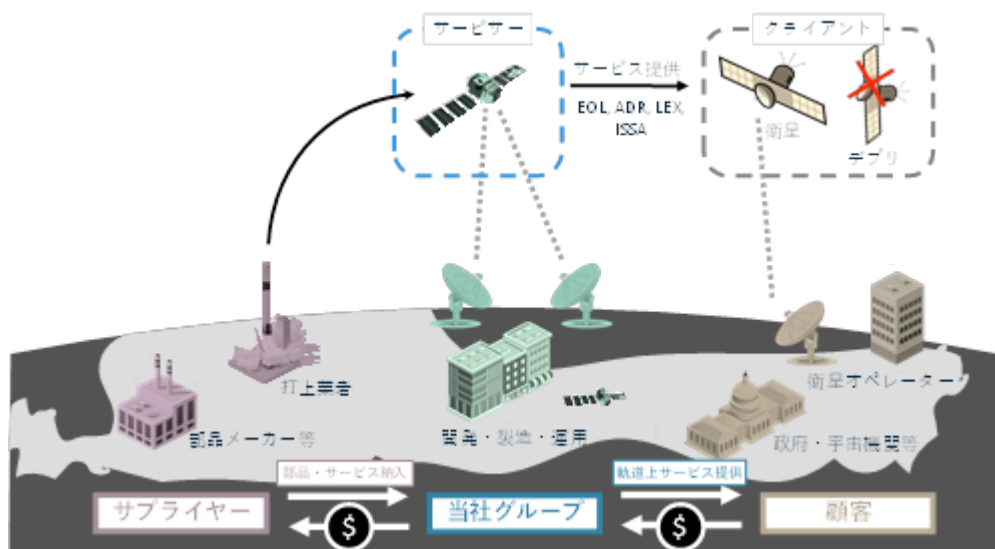 サービサー
クライアント
サービス提供
EOL, ADR, LEX,
ISSA
衛星
デブリ
打上業者
衛星オペレーター
部品メーカー等
開発・製造・運用
政府・宇宙機関等
部品・サービス納入
軌道上サービス提供
サプライヤー
$
当社グループ
$
顧客